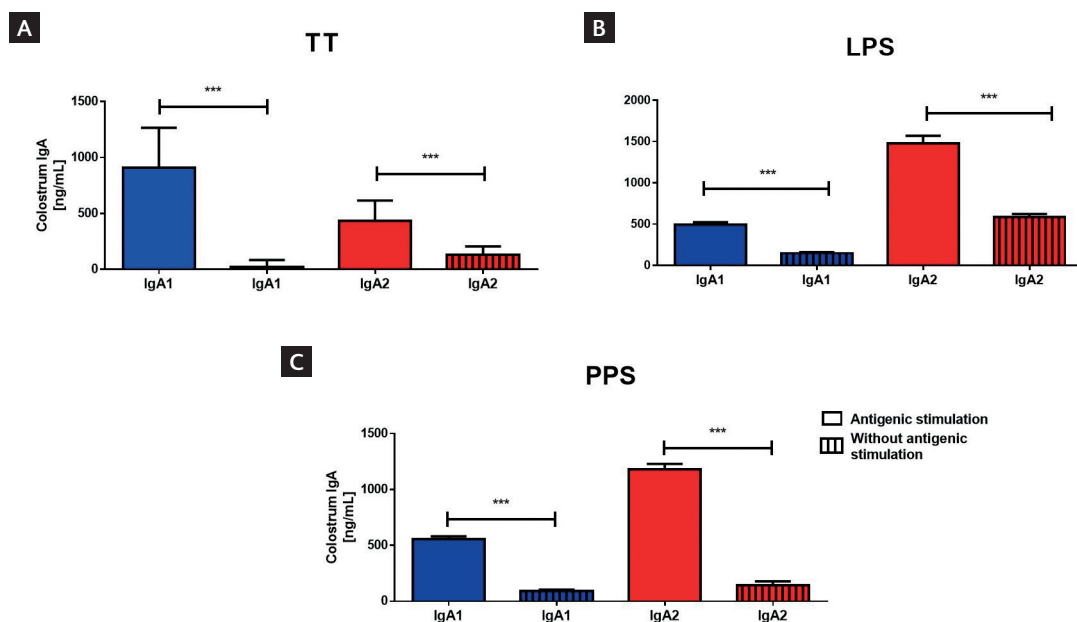 A
TT
Colostrum IgA
[ng/mL]
1500
1000
500
0
***
***
IgA1
IgA1
IgA2
IgA2
B
LPS
2000
1500
1000
500
0
***
***
IgA1
IgA1
IgA2
IgA2
C
PPS
Colostrum IgA
[ng/mL]
1500
1000
500
0
***
***
IgA1
IgA1
IgA2
IgA2
Antigenic stimulation
Without antigenic
stimulation